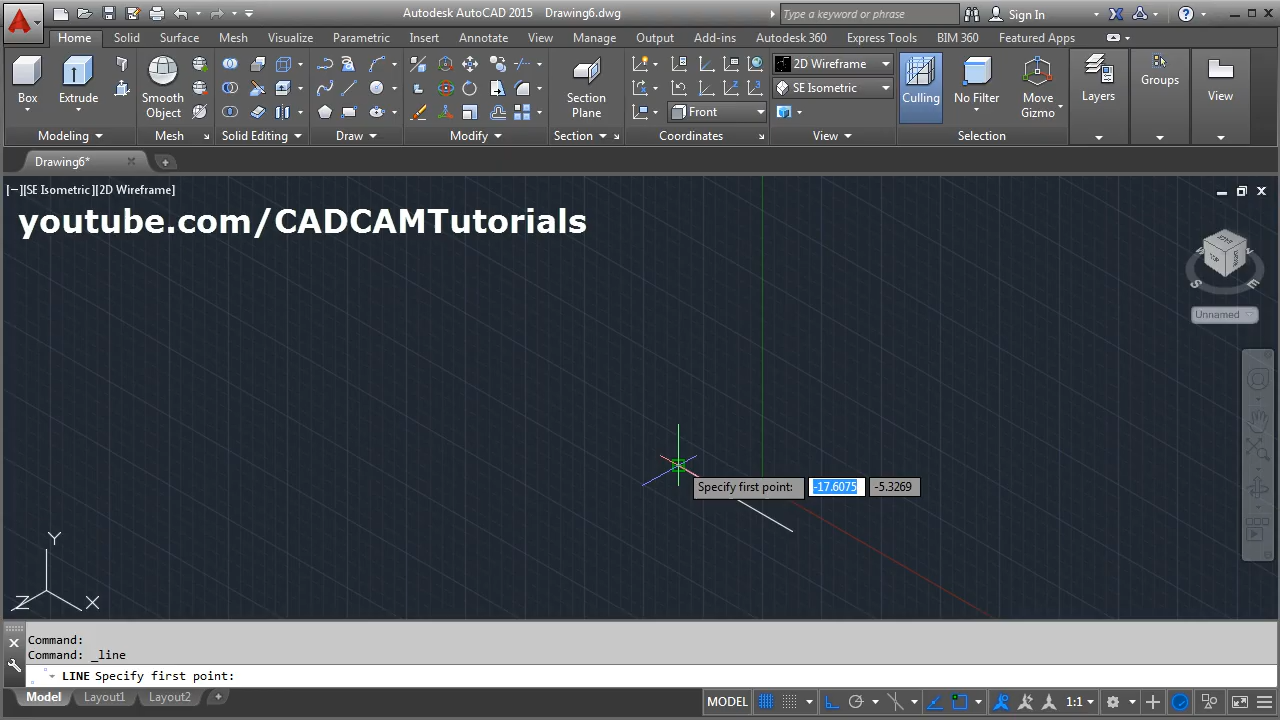 Autodesk AutoCAD 2015 Drawing6.dwg
Type a keyword or phrase
Sign In
Home Solid Surface Mesh Visualize Parametric Insert Annotate View Manage Output Add-ins Autodesk 360 Express Tools BIM 360 Featured Apps
Box
Extrude
Smooth
Object
Section
Plane
2D Wireframe
SE Isometric
Front
Culling
No Filter
Move
Gizmo
Layers
Groups
View
Modeling Mesh Solid Editing Draw Modify Section Coordinates View Selection
Drawing6*
[−][SE Isometric][2D Wireframe]
youtube.com/CADCAMTutorials
TOP
S E
Unnamed
Specify first point: -17.6075 -5.3269
Y
Z X
Command:
Command: _line
LINE Specify first point:
Model Layout1 Layout2 +
MODEL 1:1